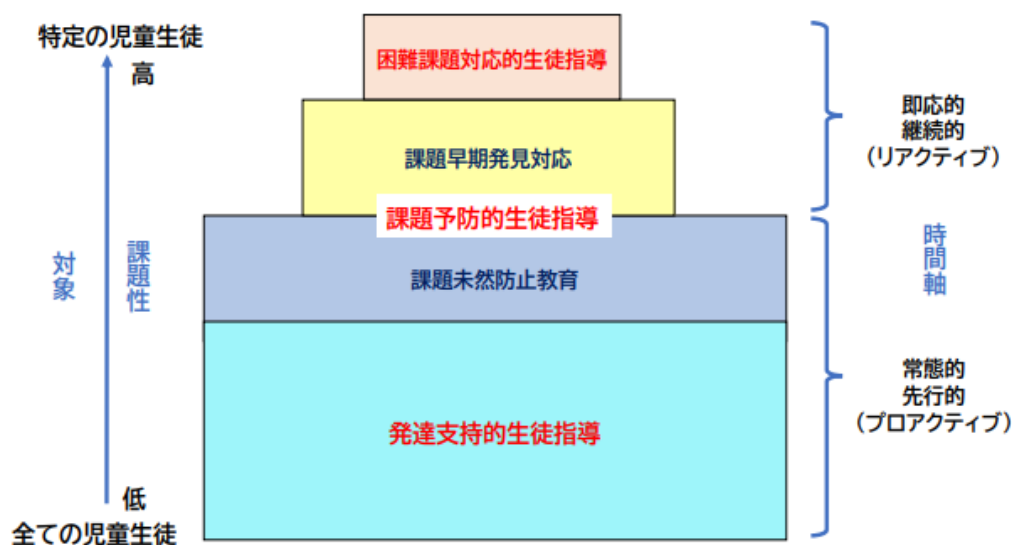 特定の児童生徒
高
困難課題対応的生徒指導
即応的
継続的
（リアクティブ）
課題早期発見対応
課題予防的生徒指導
対象
課題性
課題未然防止教育
時間軸
常態的
先行的
（プロアクティブ）
発達支持的生徒指導
低
全ての児童生徒